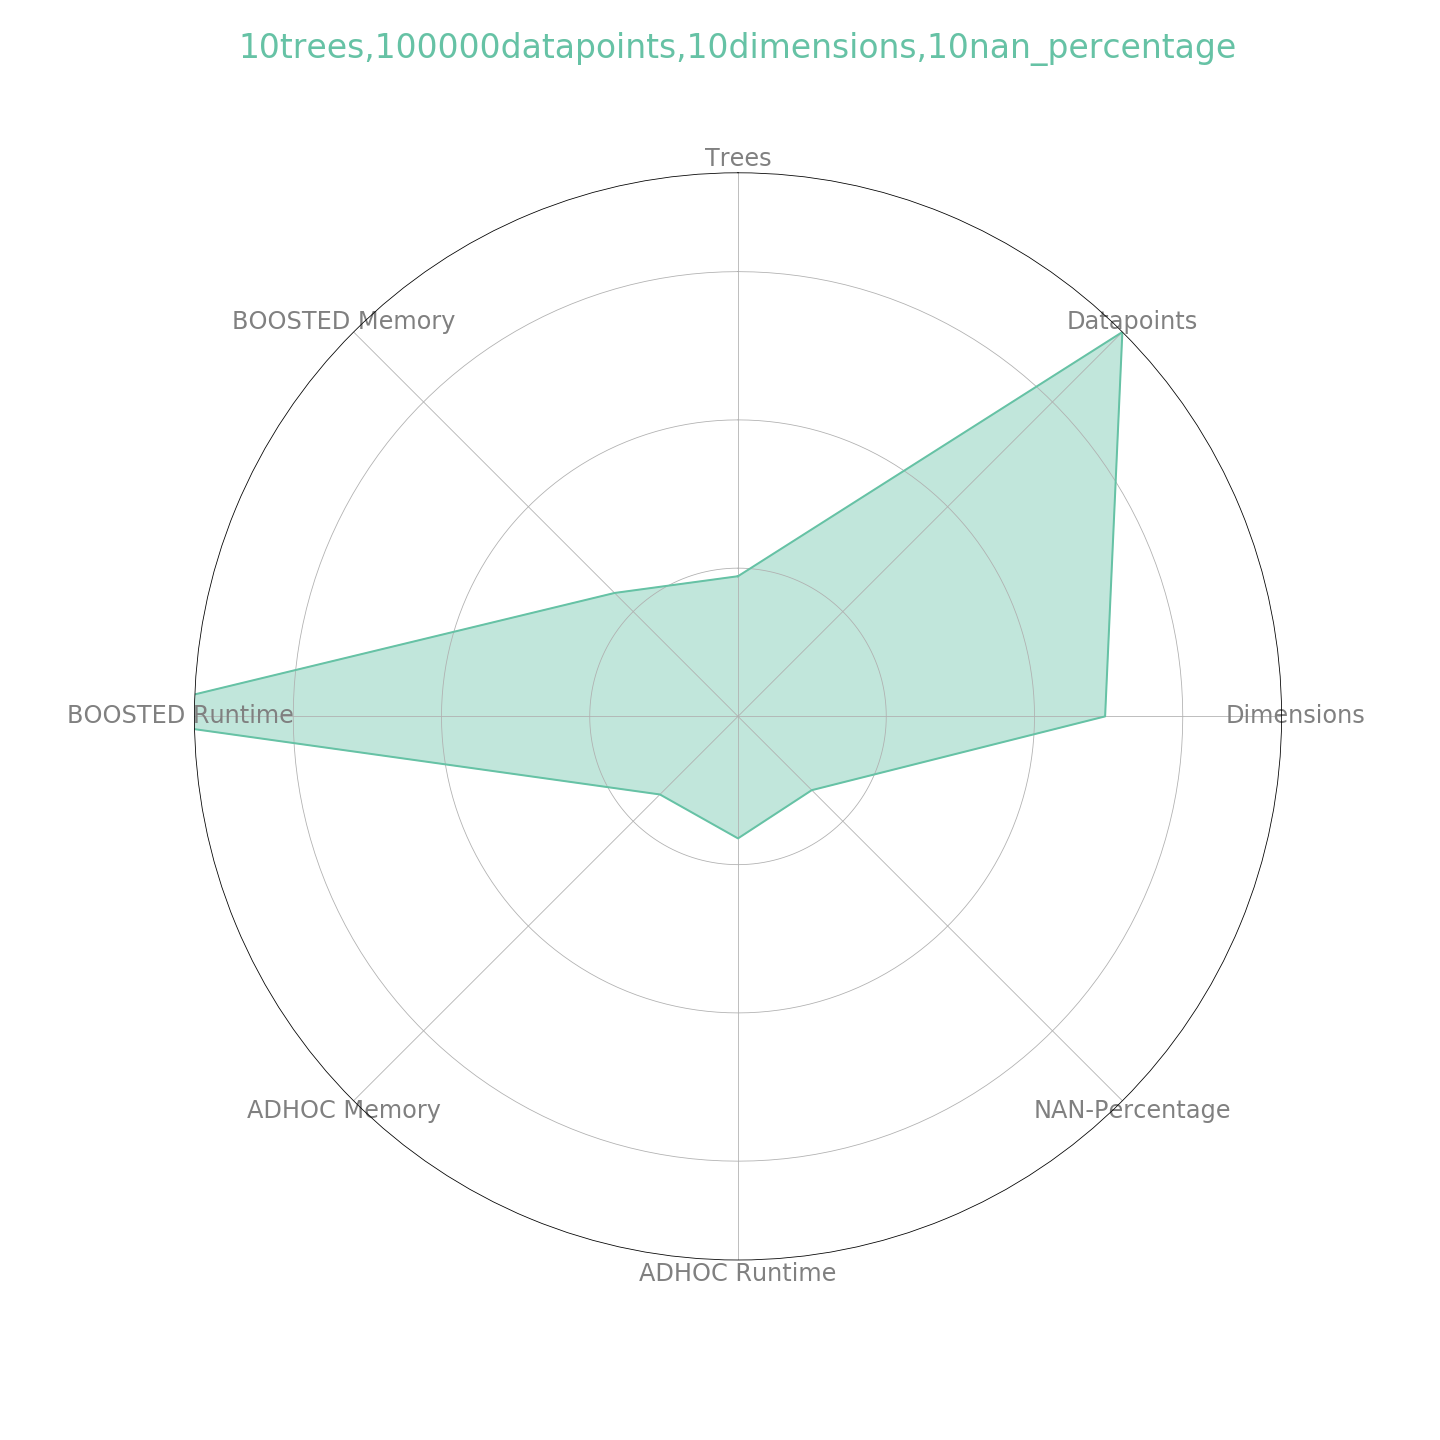 10trees,100000datapoints,10dimensions,10nan_percentage
Trees
BOOSTED Memory
Datapoints
BOOSTED Runtime
Dimensions
ADHOC Memory
NAN-Percentage
ADHOC Runtime